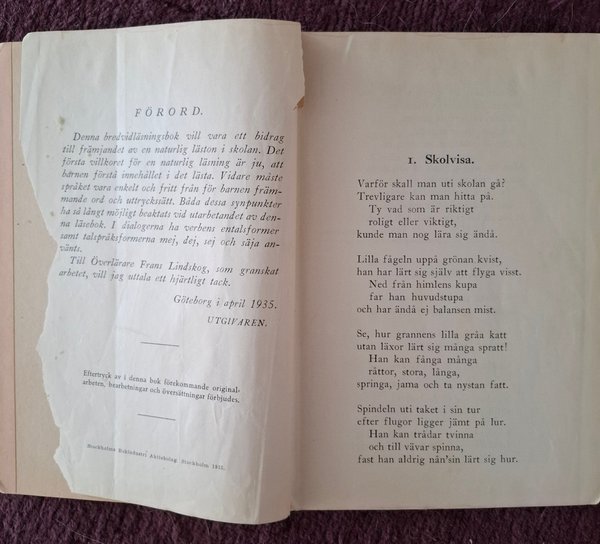 FÖRORD.
Denna bredvidläsningsbok vill vara ett bidrag
till främjandet av en naturlig läston i skolan. Det
första villkoret för en naturlig läsning är ju, att
barnen förstå innehållet i det lästa. Vidare måste
språket vara enkelt och fritt från för barnen främ-
mande ord och uttryckssätt. Båda dessa synpunkter
ha så långt möjligt beaktats vid utarbetandet av den-
na läsebok. I dialogerna ha verbens entalsformer
samt talspråksformerna mej, dej, sej och säja an-
vänts.
Till Överlärare Frans Lindskog, som granskat
arbetet, vill jag uttala ett hjärtligt tack.
Göteborg i april 1935.
UTGIVAREN.
Eftertryck av i denna bok förekommande original-
arbeten, bearbetningar och översättningar förbjudes.
Stockholms Bokindustri Aktiebolag. Stockholm 1935.
1. Skolvisa.
Varför skall man uti skolan gå?
Trevligare kan man hitta på.
Ty vad som är riktigt
roligt eller viktigt,
kunde man nog lära sig ändå.
Lilla fågeln uppå grönan kvist,
han har lärt sig själv att flyga visst.
Ned från himlens kupa
far han huvudstupa
och har ändå ej balansen mist.
Se, hur grannens lilla gråa katt
utan läxor lärt sig många spratt!
Han kan fånga många
råttor, stora, långa,
springa, jama och ta nystan fatt.
Spindeln uti taket i sin tur
efter flugor ligger jämt på lur.
Han kan trådar tvinna
och till vävar spinna,
fast han aldrig nån'sin lärt sig hur.